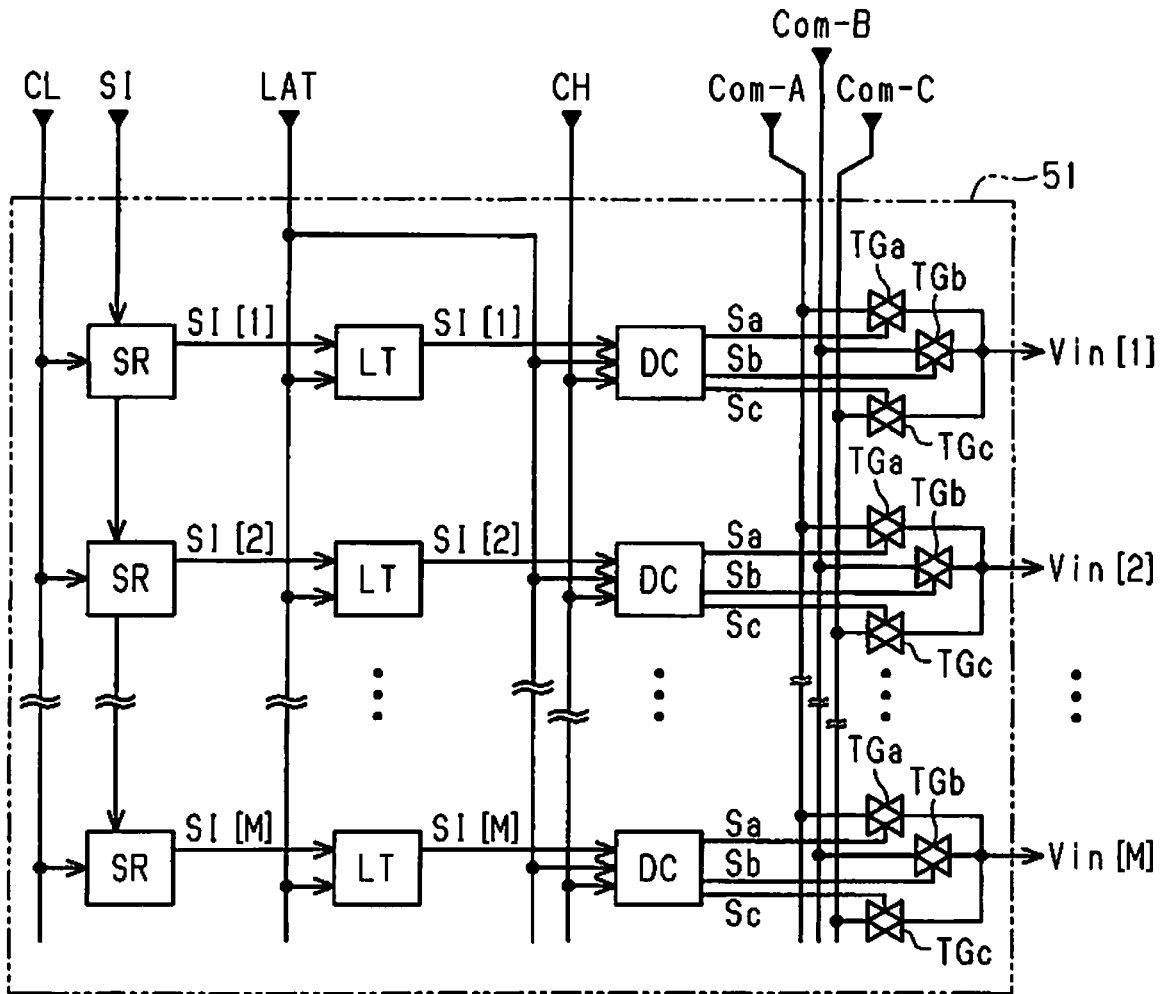 Com-B
CL SI LAT CH Com-A Com-C
51
TGa
TGb
SI[1] SI[1] Sa
SR LT DC Sb Vin[1]
Sc
TGc
TGa
TGb
SI[2] SI[2] Sa
SR LT DC Sb Vin[2]
Sc
TGc
TGa
TGb
SI[M] SI[M] Sa
SR LT DC Sb Vin[M]
Sc
TGc